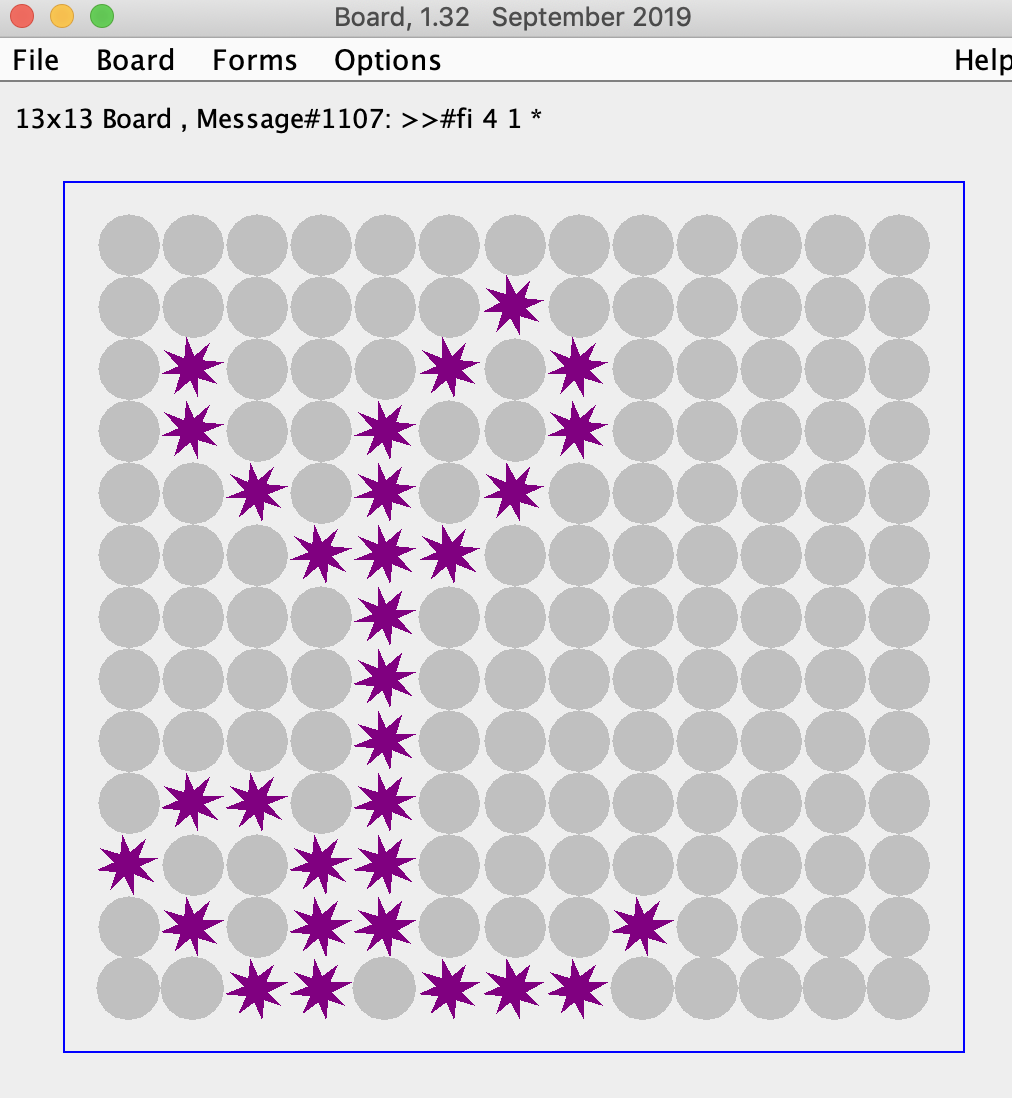 Board, 1.32 September 2019
File Board Forms Options Help
13x13 Board , Message#1107: >>#fi 4 1 *